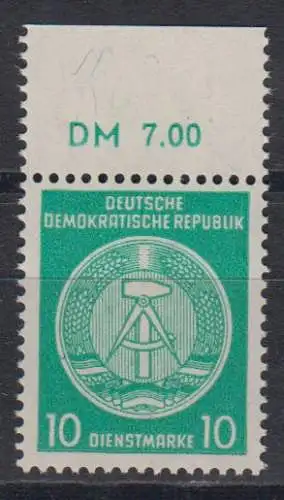 DM 7.00
DEUTSCHE
DEMOKRATISCHE REPUBLIK
10 DIENSTMARKE 10